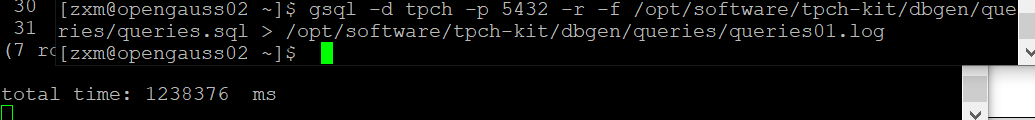 30
[zxm@opengauss02 ~]$ gsql -d tpch -p 5432 -r -f /opt/software/tpch-kit/dbgen/que
31
ries/queries.sql > /opt/software/tpch-kit/dbgen/queries/queries01.log
(7
[zxm@opengauss02 ~]$
total time: 1238376  ms